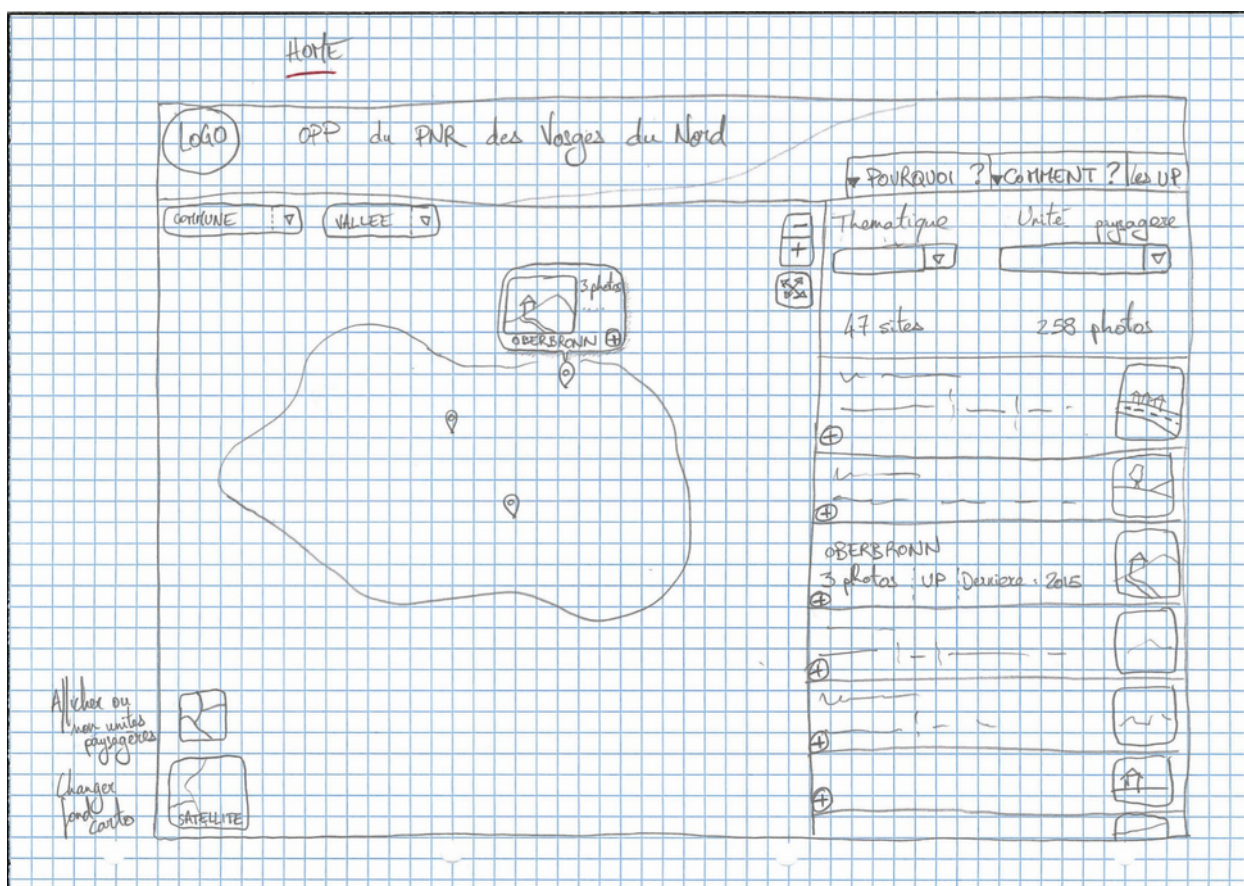 HOME
LOGO
OPP du PNR des Vosges du Nord
POURQUOI ?
COMMENT ?
les UP
COMMUNE
VALLEE
−
+
Thematique
Unité paysagere
47 sites
258 photos
3 photos
OBERBRONN +
+
+
OBERBRONN
3 photos UP Derniere : 2015
+
+
+
+
Afficher ou
non unités
paysagères
Changer
fond
carto
SATELLITE